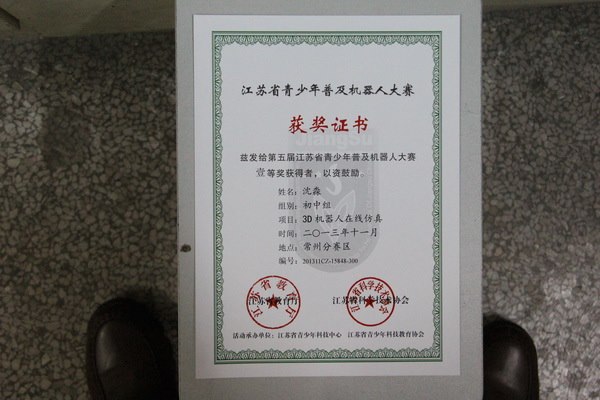 江苏省青少年普及机器人大赛
获奖证书
JiangSu
兹发给第五届江苏省青少年普及机器人大赛
壹等奖获得者，以资鼓励。
姓名：沈淼
组别：初中组
项目：3D 机器人在线仿真
时间：二〇一三年十一月
地点：常州分赛区
编号：201311CZ-15848-300
江苏省教育厅
江苏省科学技术协会
活动承办单位：江苏省青少年科技中心 江苏省青少年科技教育协会